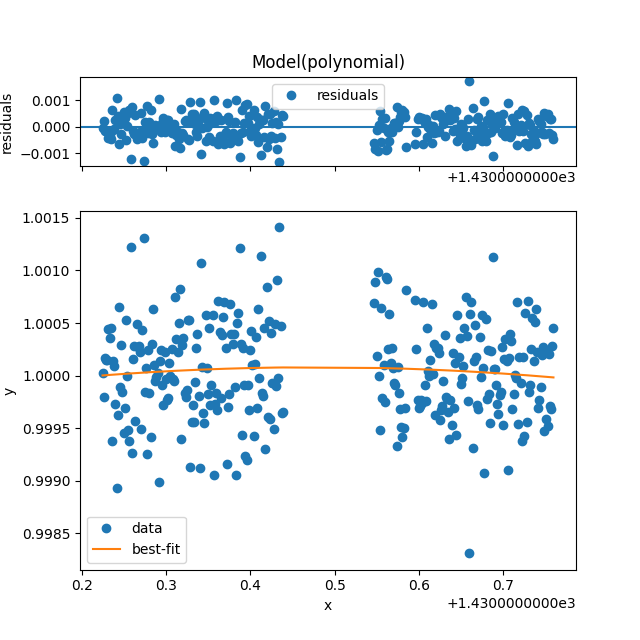 Model(polynomial)
residuals
0.001
0.000
−0.001
residuals
+1.4300000000e3
1.0015
1.0010
1.0005
1.0000
0.9995
0.9990
0.9985
y
data
best-fit
0.2 0.3 0.4 0.5 0.6 0.7
x
+1.4300000000e3